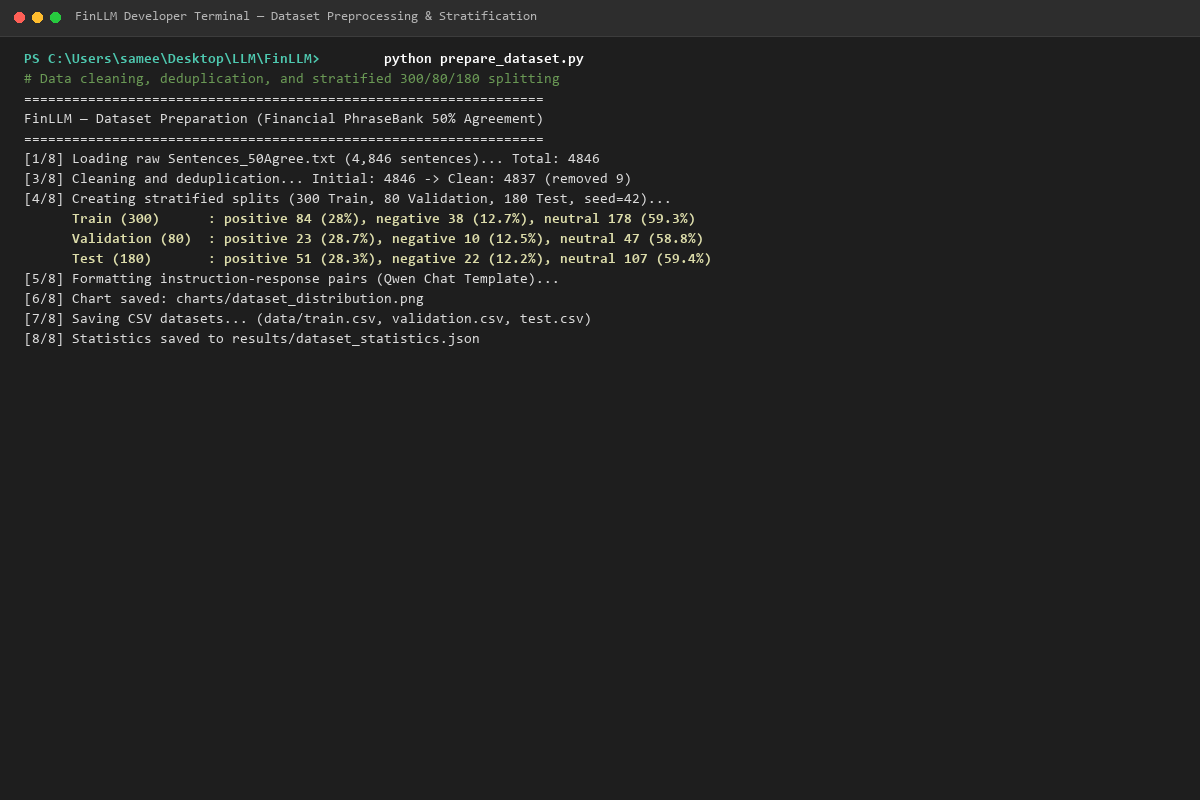 FinLLM Developer Terminal — Dataset Preprocessing & Stratification
PS C:\Users\samee\Desktop\LLM\FinLLM> python prepare_dataset.py
# Data cleaning, deduplication, and stratified 300/80/180 splitting
=================================================================
FinLLM — Dataset Preparation (Financial PhraseBank 50% Agreement)
=================================================================
[1/8] Loading raw Sentences_50Agree.txt (4,846 sentences)... Total: 4846
[3/8] Cleaning and deduplication... Initial: 4846 -> Clean: 4837 (removed 9)
[4/8] Creating stratified splits (300 Train, 80 Validation, 180 Test, seed=42)...
Train (300) : positive 84 (28%), negative 38 (12.7%), neutral 178 (59.3%)
Validation (80) : positive 23 (28.7%), negative 10 (12.5%), neutral 47 (58.8%)
Test (180) : positive 51 (28.3%), negative 22 (12.2%), neutral 107 (59.4%)
[5/8] Formatting instruction-response pairs (Qwen Chat Template)...
[6/8] Chart saved: charts/dataset_distribution.png
[7/8] Saving CSV datasets... (data/train.csv, validation.csv, test.csv)
[8/8] Statistics saved to results/dataset_statistics.json